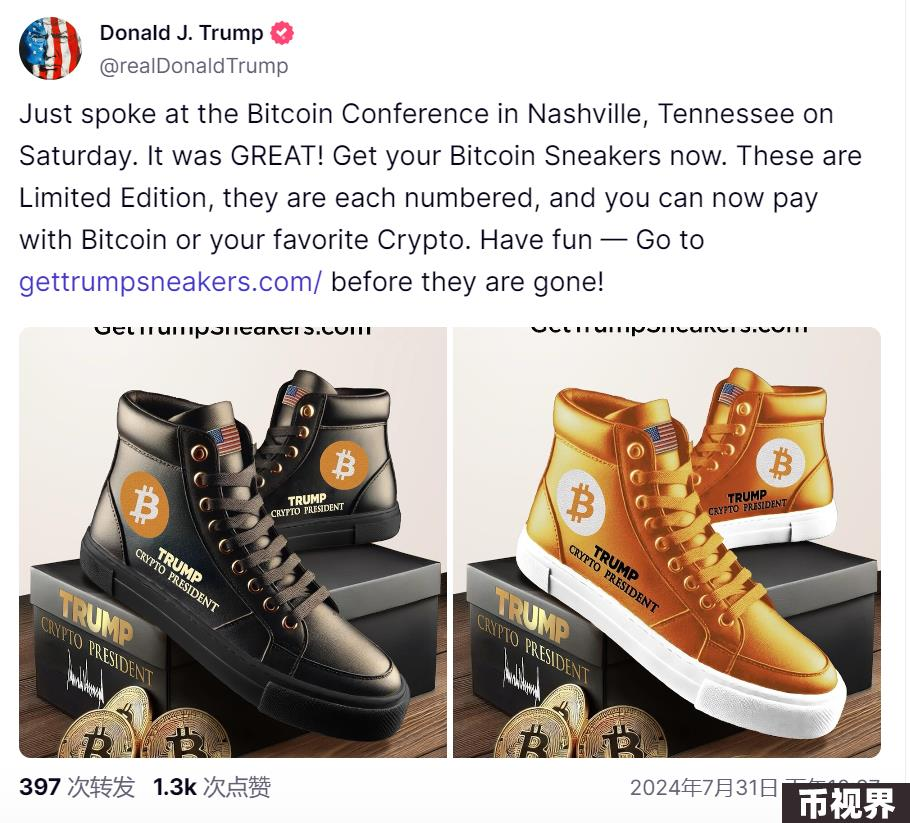 Donald J. Trump
@realDonaldTrump
Just spoke at the Bitcoin Conference in Nashville, Tennessee on
Saturday. It was GREAT! Get your Bitcoin Sneakers now. These are
Limited Edition, they are each numbered, and you can now pay
with Bitcoin or your favorite Crypto. Have fun — Go to
gettrumpsneakers.com/ before they are gone!
GetTrumpSneakers.com
TRUMP
CRYPTO PRESIDENT
TRUMP
CRYPTO PRESIDENT
TRUMP
CRYPTO PRESIDENT
GetTrumpSneakers.com
TRUMP
CRYPTO PRESIDENT
TRUMP
CRYPTO PRESIDENT
TRUMP
CRYPTO PRESIDENT
397 次转发 1.3k 次点赞
2024年7月31日
币视界